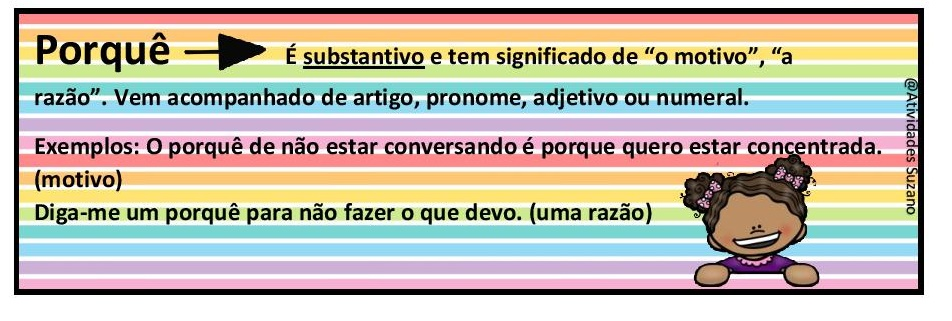 Porquê É substantivo e tem significado de “o motivo”, “a
razão”. Vem acompanhado de artigo, pronome, adjetivo ou numeral.
Exemplos: O porquê de não estar conversando é porque quero estar concentrada.
(motivo)
Diga-me um porquê para não fazer o que devo. (uma razão)
@Atividades Suzano